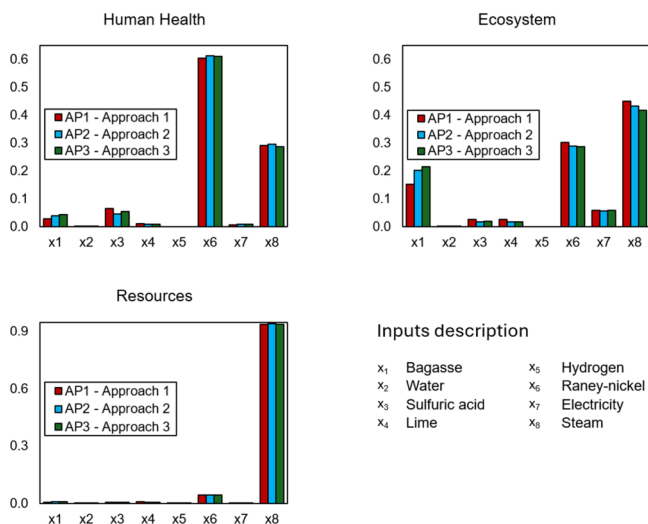 Human Health
0.6
0.5
0.4
0.3
0.2
0.1
0.0
AP1 - Approach 1
AP2 - Approach 2
AP3 - Approach 3
x1 x2 x3 x4 x5 x6 x7 x8
Ecosystem
0.6
0.5
0.4
0.3
0.2
0.1
0.0
AP1 - Approach 1
AP2 - Approach 2
AP3 - Approach 3
x1 x2 x3 x4 x5 x6 x7 x8
Resources
0.9
0.6
0.3
0.0
AP1 - Approach 1
AP2 - Approach 2
AP3 - Approach 3
x1 x2 x3 x4 x5 x6 x7 x8
Inputs description
x₁ Bagasse x₅ Hydrogen
x₂ Water x₆ Raney-nickel
x₃ Sulfuric acid x₇ Electricity
x₄ Lime x₈ Steam